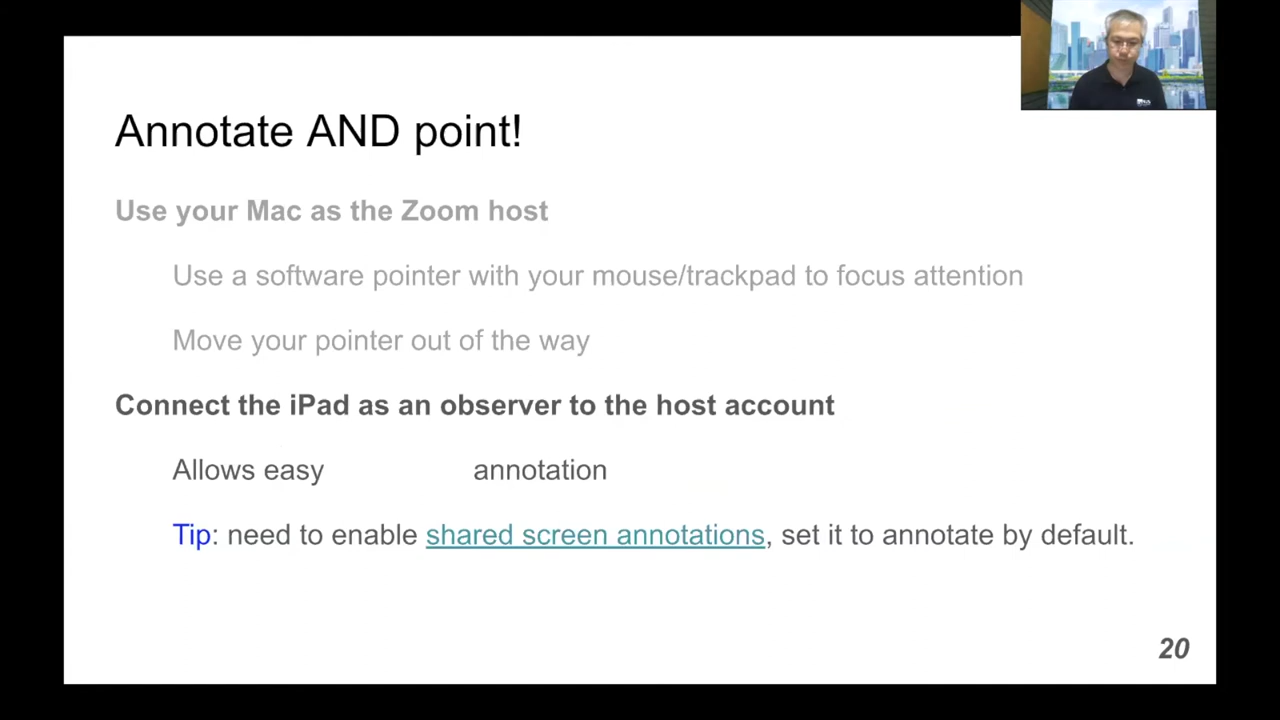 Annotate AND point!
Use your Mac as the Zoom host
Use a software pointer with your mouse/trackpad to focus attention
Move your pointer out of the way
Connect the iPad as an observer to the host account
Allows easy annotation
Tip: need to enable shared screen annotations, set it to annotate by default.
20